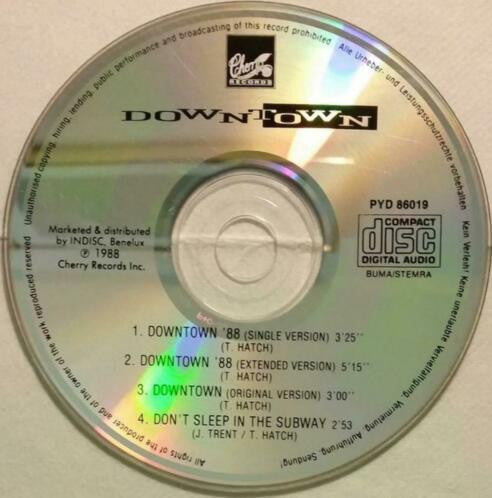 Unauthorised copying, hiring, lending, public performance and broadcasting of this record prohibited
Alle Urheber- und Leistungsschutzrechte vorbehalten
Kein Verleih! Keine unerlaubte Vervielfältigung, Vermietung, Aufführung, Sendung!
All rights of the producer and of the owner of the work reproduced reserved
Cherry
RECORDS
DOWNTOWN
Marketed & distributed
by INDISC, Benelux
℗ 1988
Cherry Records Inc.
PYD 86019
COMPACT
disc
DIGITAL AUDIO
BUMA/STEMRA
1. DOWNTOWN '88 (SINGLE VERSION) 3'25''
(T. HATCH)
2. DOWNTOWN '88 (EXTENDED VERSION) 5'15''
(T. HATCH)
3. DOWNTOWN (ORIGINAL VERSION) 3'00''
(T. HATCH)
4. DON'T SLEEP IN THE SUBWAY 2'53
(J. TRENT / T. HATCH)